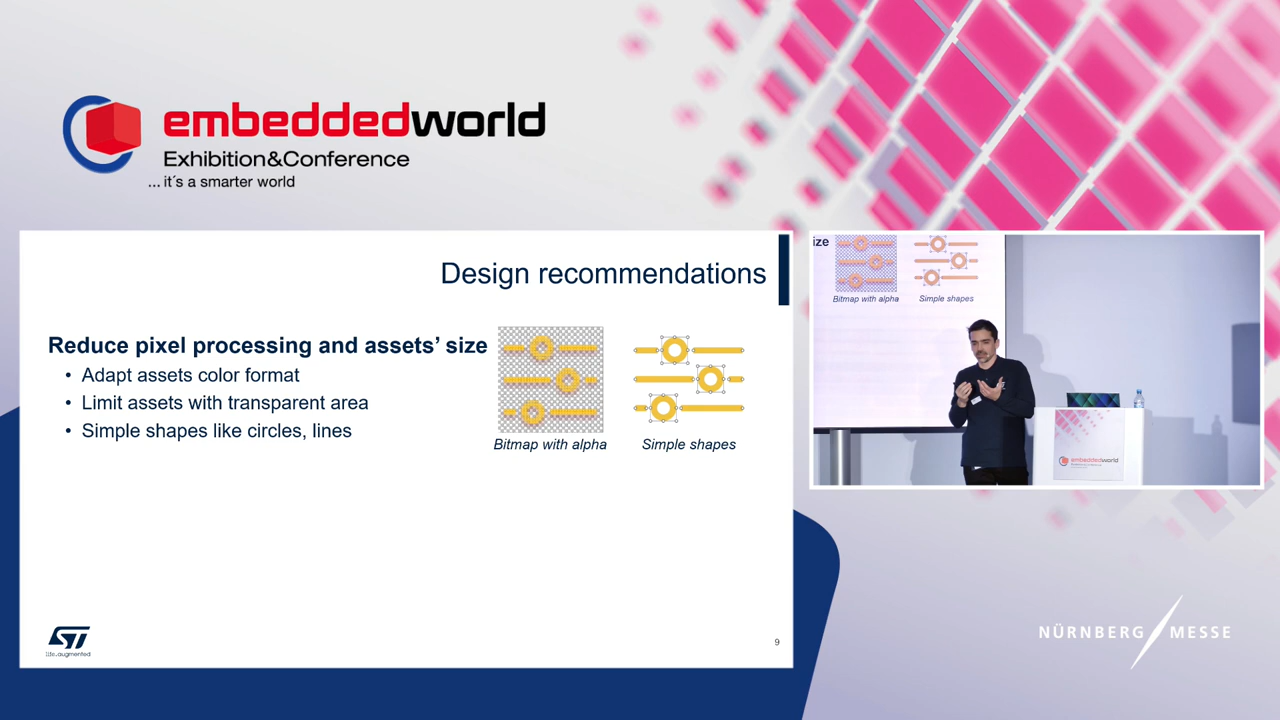 embeddedworld
Exhibition&Conference
... it´s a smarter world
Design recommendations
Reduce pixel processing and assets’ size
• Adapt assets color format
• Limit assets with transparent area
• Simple shapes like circles, lines
Bitmap with alpha
Simple shapes
ST
life.augmented
9
ize
Bitmap with alpha
Simple shapes
embeddedworld
NÜRNBERG MESSE